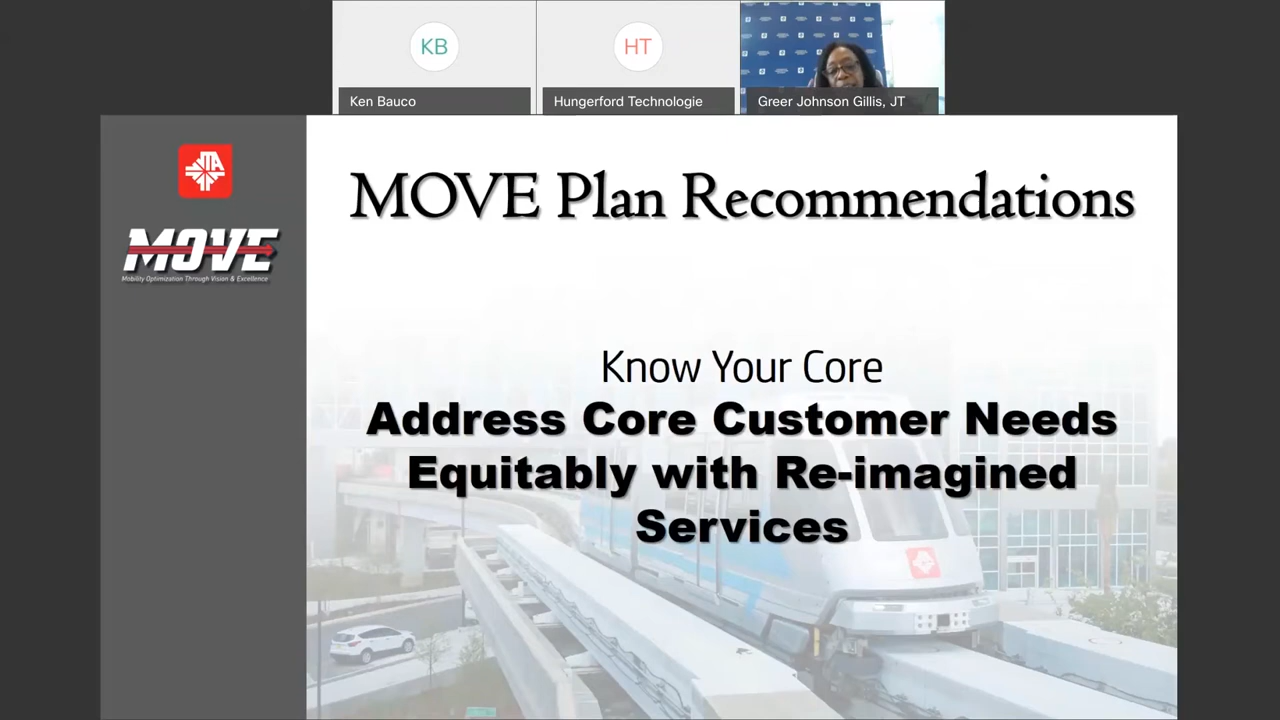 KB
HT
Ken Bauco
Hungerford Technologie
Greer Johnson Gillis, JT
JTA
MOVE
Mobility Optimization Through Vision & Excellence
MOVE Plan Recommendations
Know Your Core
Address Core Customer Needs
Equitably with Re-imagined
Services